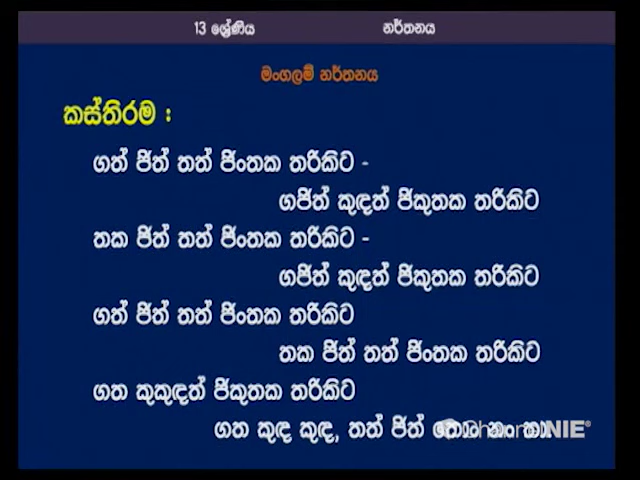 13 ශ්‍රේණිය
නර්තනය
මංගලම් නර්තනය
කස්තිරම :
ගත් ජිත් තත් ජිංතක තරිකිට -
ගජිත් කුඳත් ජිකුතක තරිකිට
තක ජිත් තත් ජිංතක තරිකිට -
ගජිත් කුඳත් ජිකුතක තරිකිට
ගත් ජිත් තත් ජිංතක තරිකිට
තක ජිත් තත් ජිංතක තරිකිට
ගත කුකුඳත් ජිකුතක තරිකිට
ගත කුඳ කුඳ, තත් ජිත්
NIE®